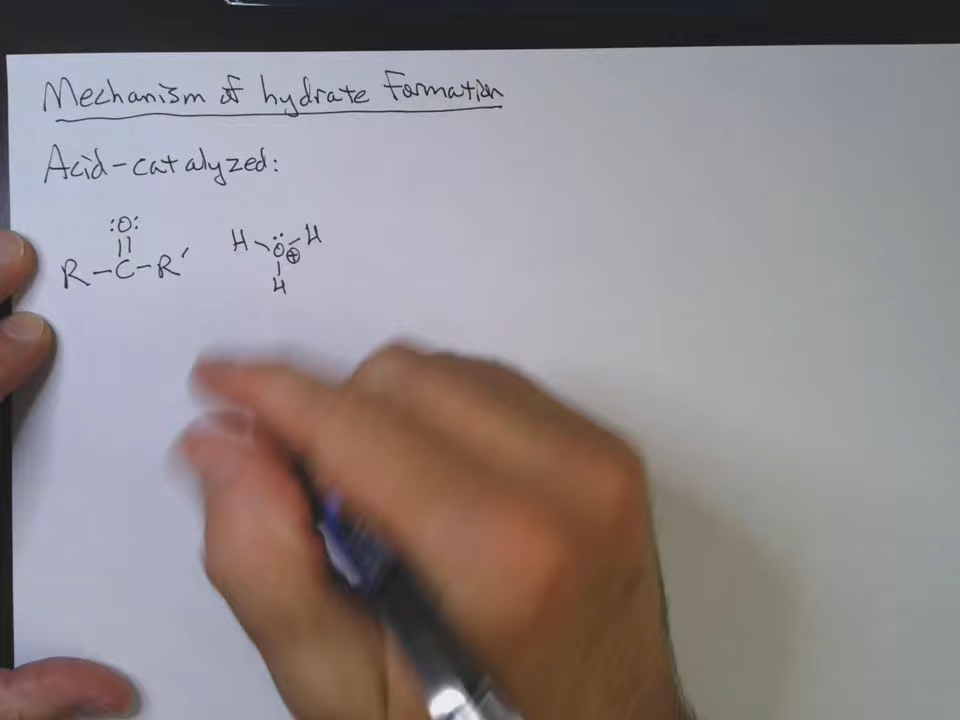 Mechanism of hydrate Formation
Acid-catalyzed:
:O:
||
R-C-R′
H-Ö⊕-H
|
H